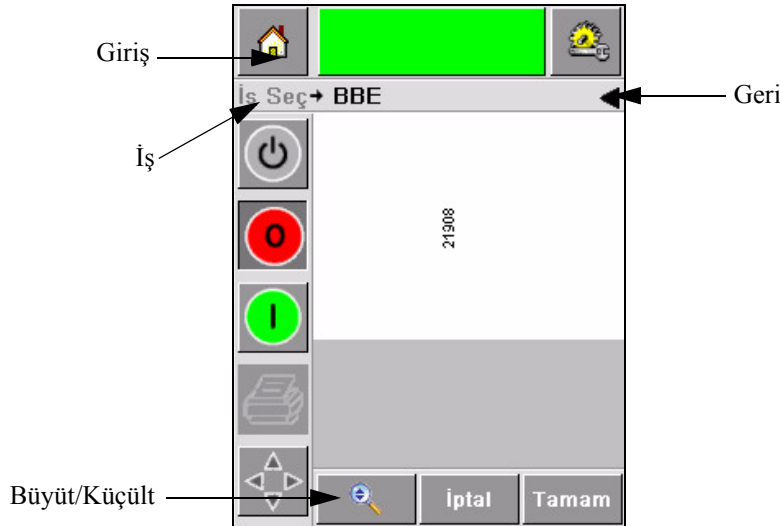 Giriş
İş Seç → BBE
Geri
İş
O
21908
I
Büyüt/Küçült
İptal
Tamam